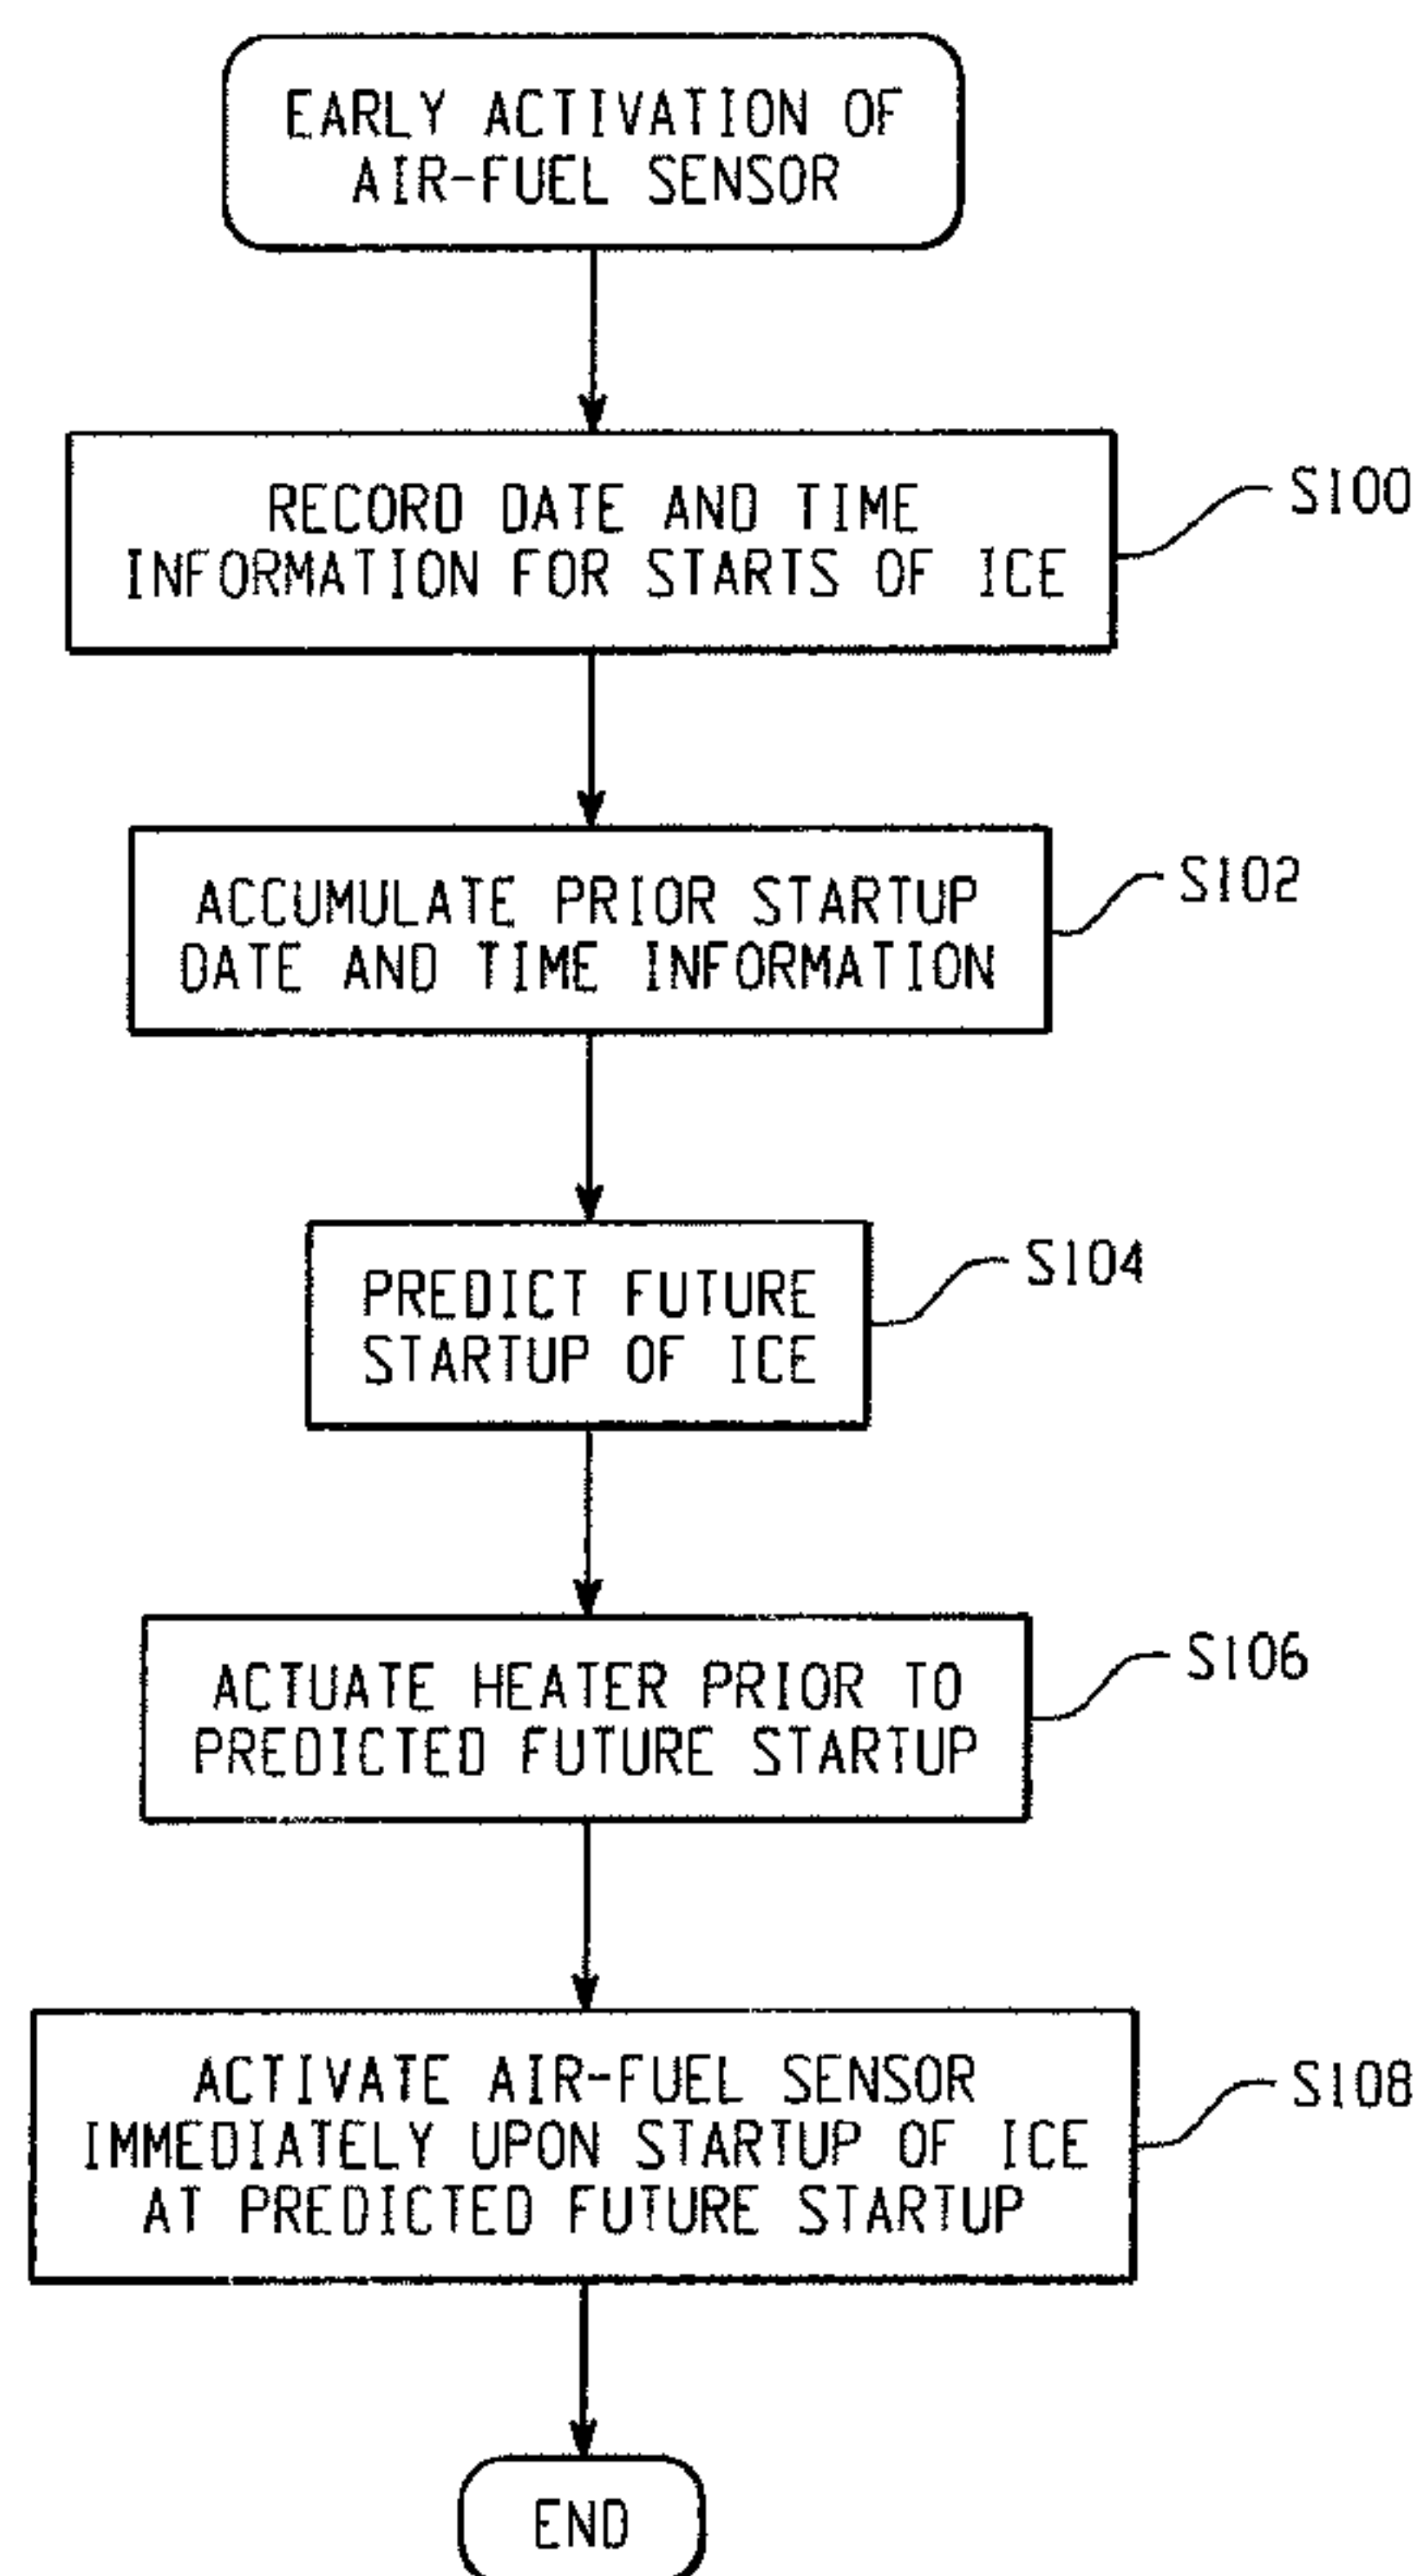 EARLY ACTIVATION OF
AIR-FUEL SENSOR
RECORD DATE AND TIME
INFORMATION FOR STARTS OF ICE
S100
ACCUMULATE PRIOR STARTUP
DATE AND TIME INFORMATION
S102
PREDICT FUTURE
STARTUP OF ICE
S104
ACTUATE HEATER PRIOR TO
PREDICTED FUTURE STARTUP
S106
ACTIVATE AIR-FUEL SENSOR
IMMEDIATELY UPON STARTUP OF ICE
AT PREDICTED FUTURE STARTUP
S108
END